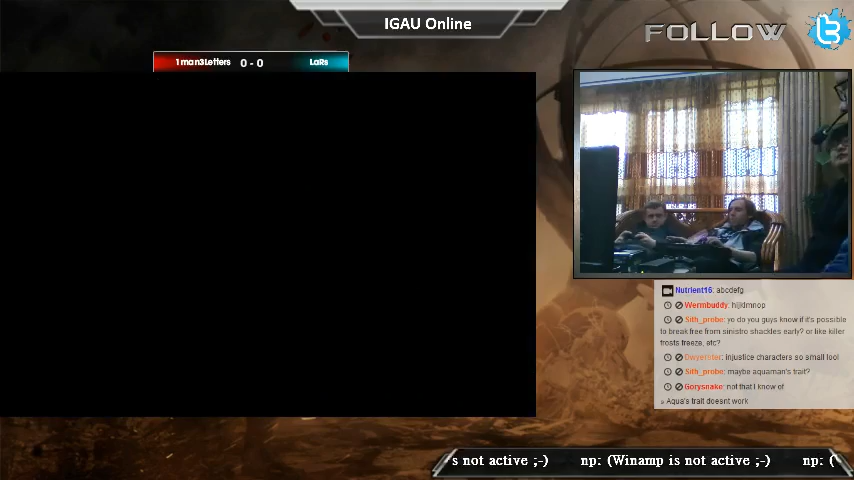 IGAU Online
FOLLOW
1man3Letters 0 - 0 LaRs
Nutrient16: abcdefg
Wermbuddy: hijklmnop
Sith_probe: yo do you guys know if it's possible
to break free from sinistro shackles early? or like killer
frosts freeze, etc?
Dwyernter: injustice characters so small lool
Sith_probe: maybe aquaman's trait?
Gorysnake: not that I know of
» Aqua's trait doesnt work
s not active ;-) np: (Winamp is not active ;-) np: (